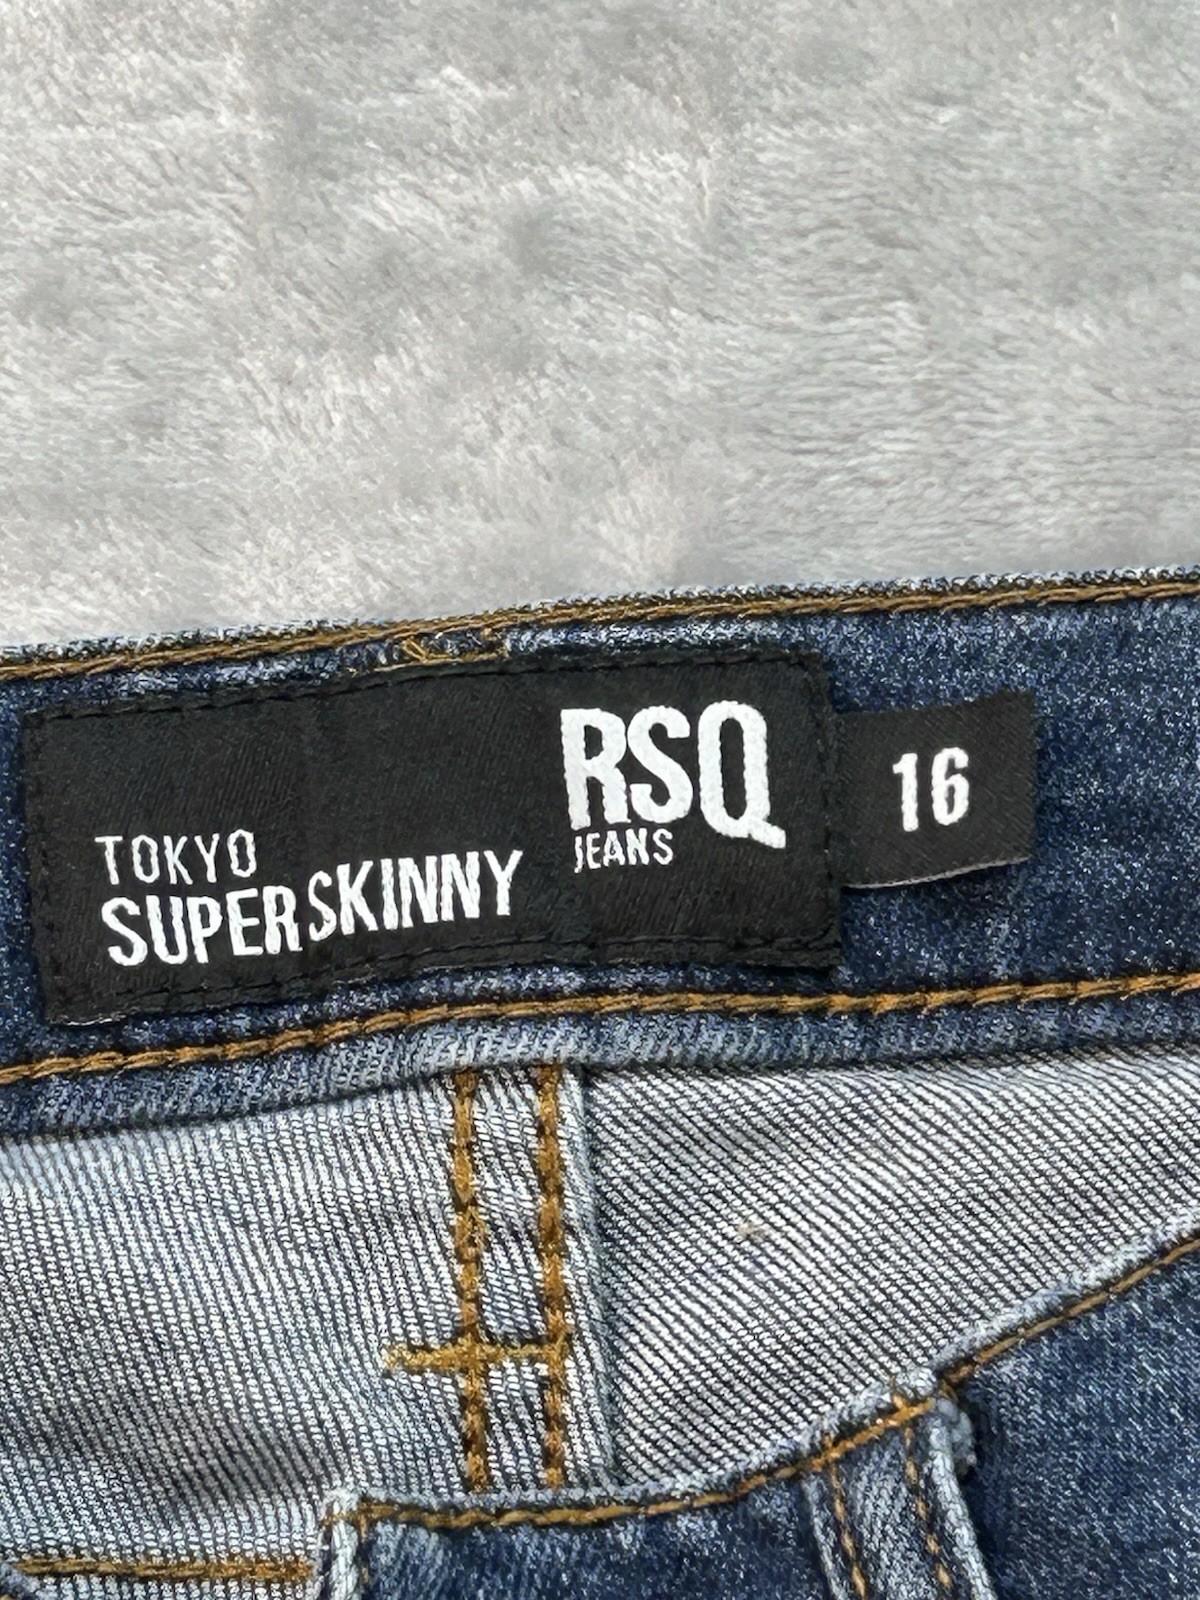 RSQ
JEANS
TOKYO
SUPER SKINNY
16